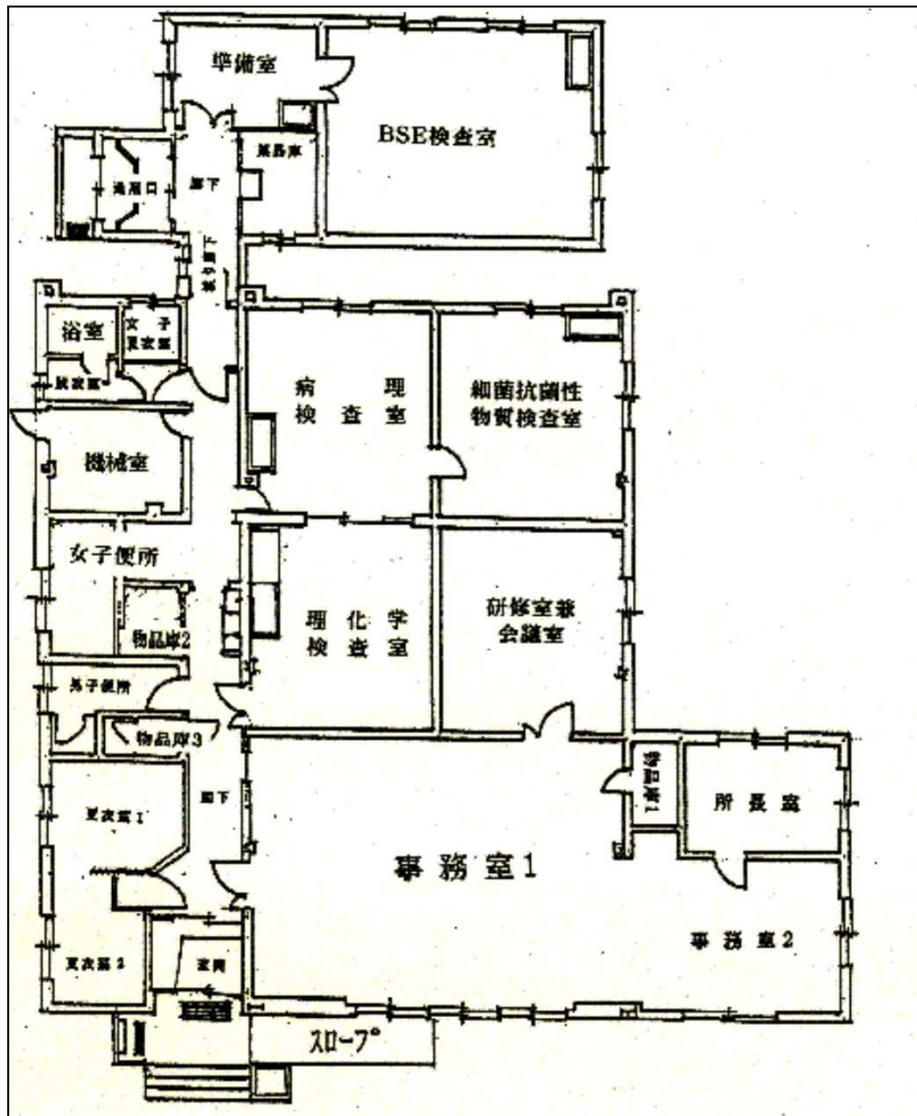 準備室
BSE検査室
薬品庫
通用口
廊下
渡り廊下
浴室
女子
更衣室
脱衣室
病理
検査室
細菌抗菌性
物質検査室
機械室
女子便所
物品庫2
理化学
検査室
研修室兼
会議室
男子便所
物品庫3
廊下
更衣室1
物品庫1
所長室
事務室1
事務室2
更衣室2
玄関
スロープ